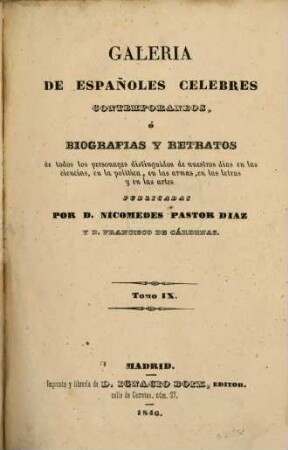 GALERIA
DE ESPAÑOLES CELEBRES
CONTEMPORANEOS,
ó
BIOGRAFIAS Y RETRATOS
de todos los personages distinguidos de nuestros dias en las
ciencias, en la política, en las armas, en las letras
y en las artes.
PUBLICADAS
POR D. NICOMEDES PASTOR DIAZ
Y D. FRANCISCO DE CÁRDENAS.
Tomo IX.
MADRID.
Imprenta y librería de D. IGNACIO BOIX, EDITOR.
calle de Carretas, núm. 27.
1846.